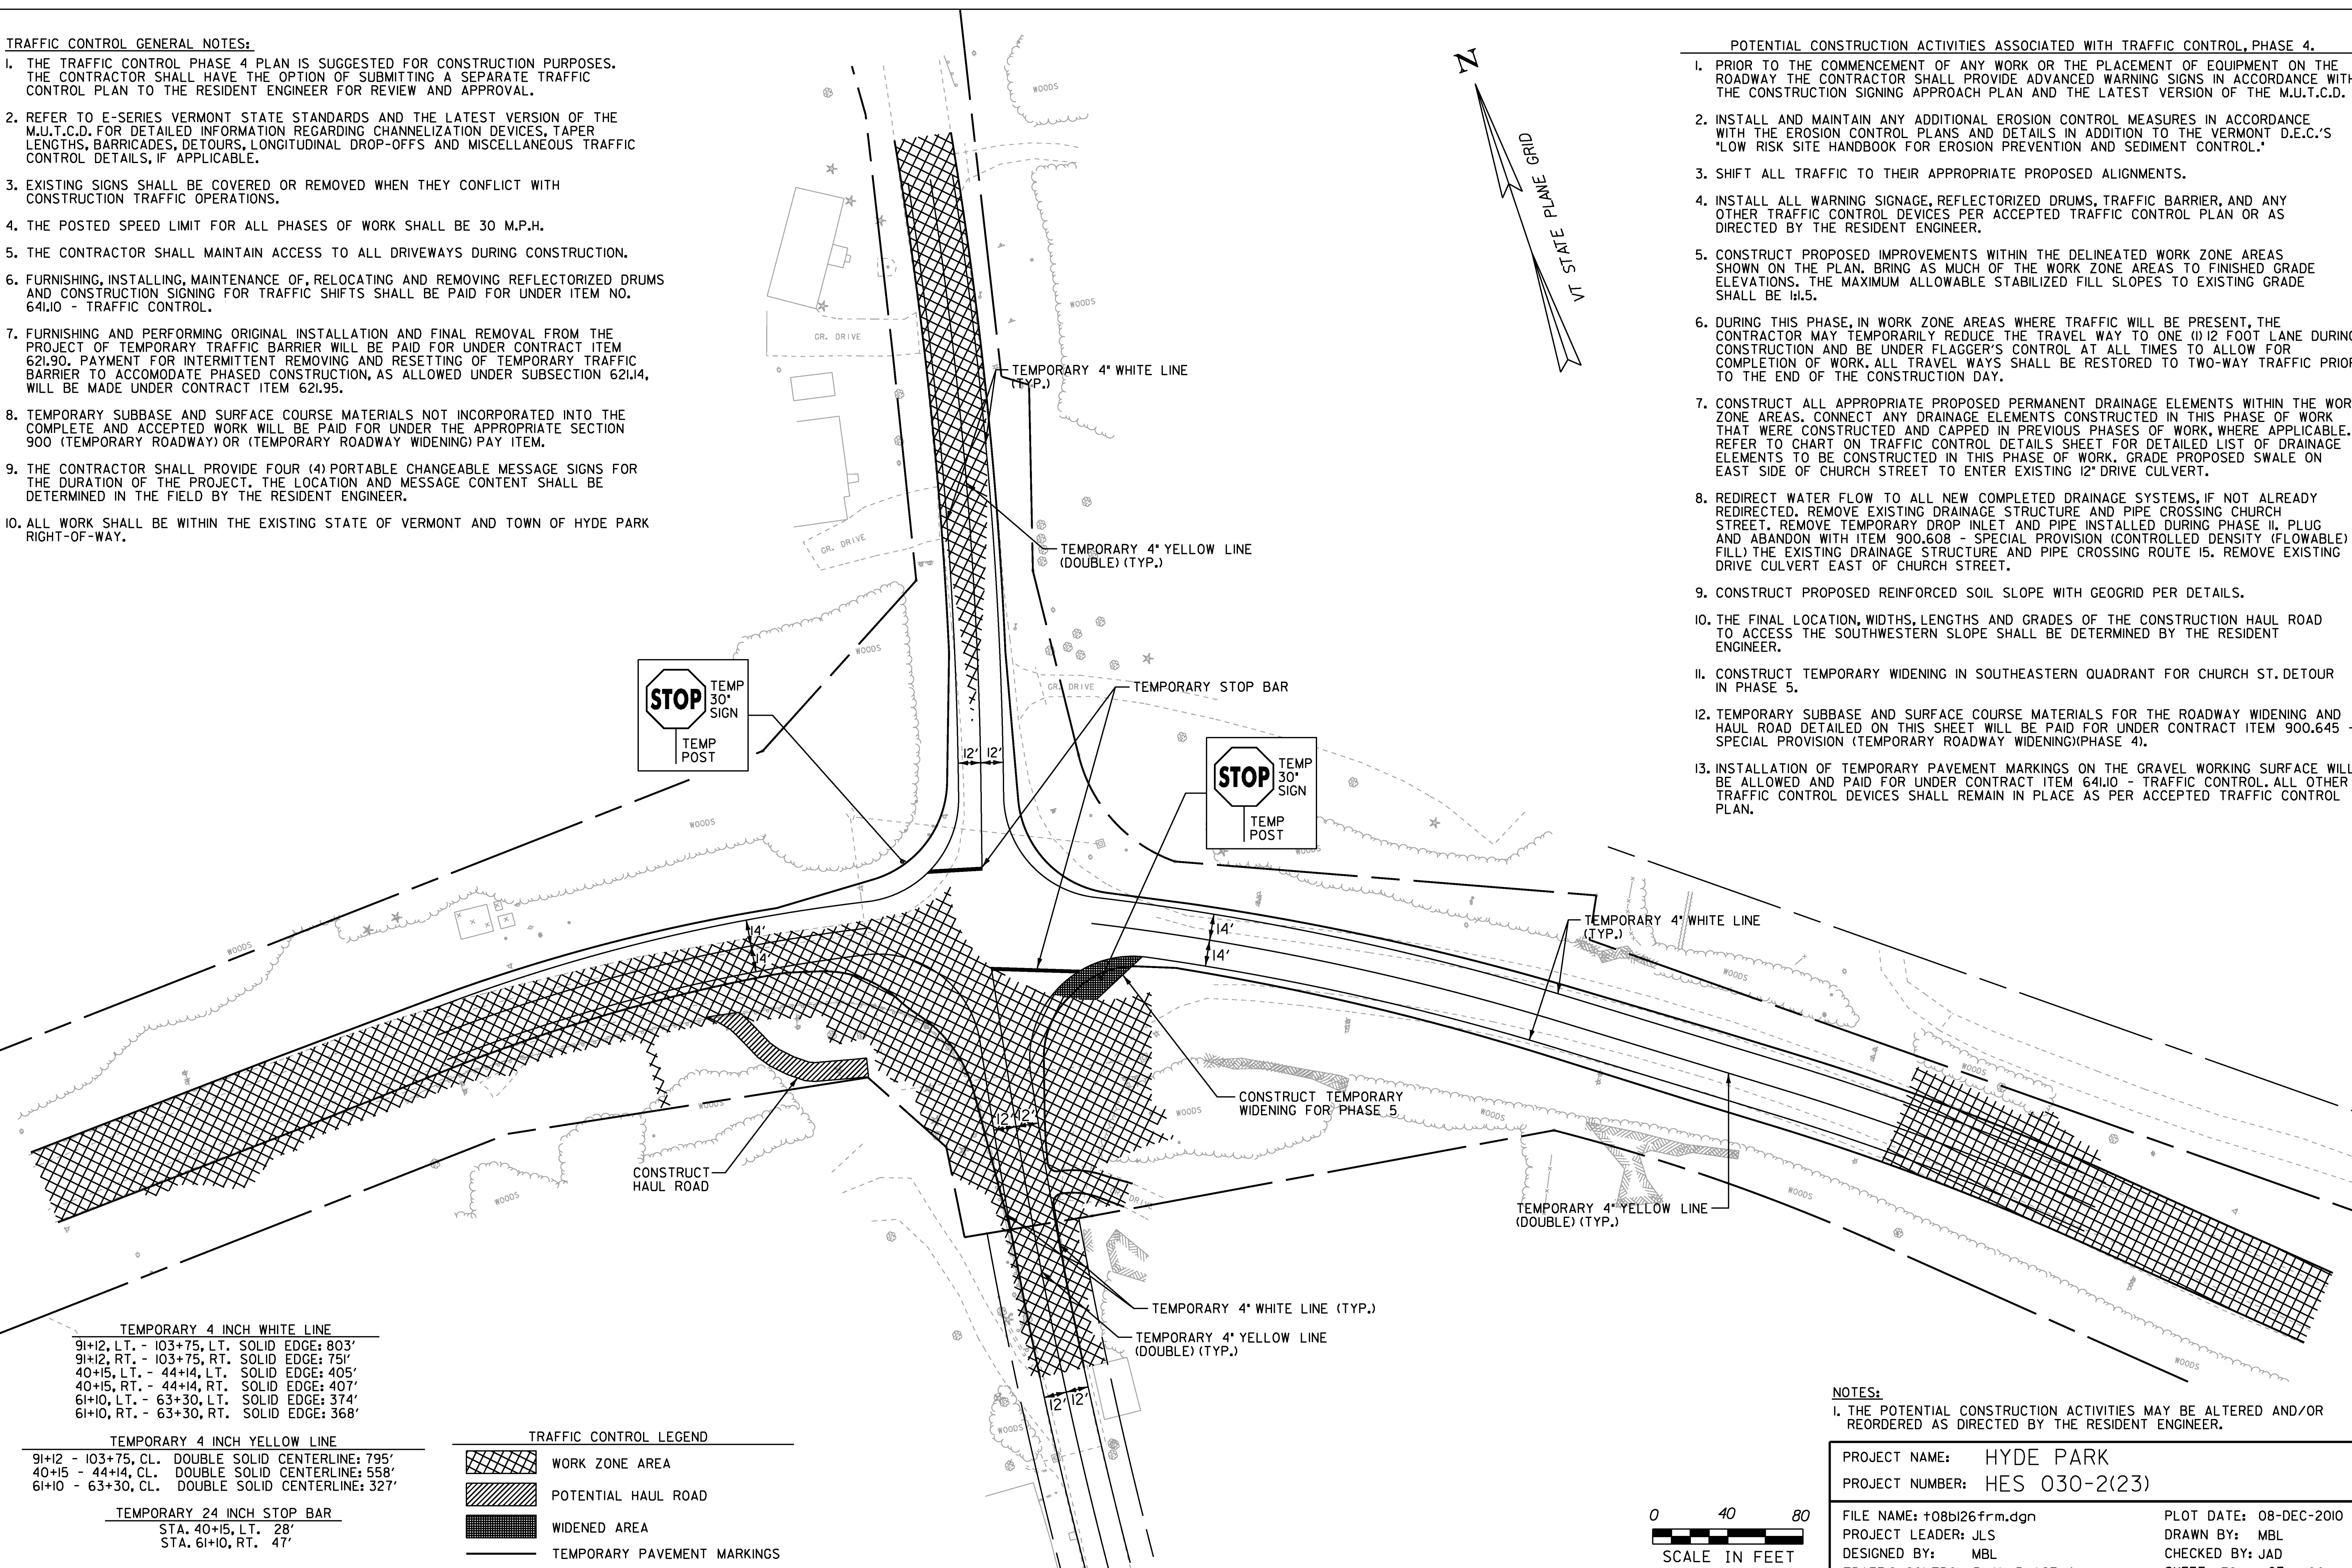 TRAFFIC CONTROL GENERAL NOTES:
1. THE TRAFFIC CONTROL PHASE 4 PLAN IS SUGGESTED FOR CONSTRUCTION PURPOSES.
THE CONTRACTOR SHALL HAVE THE OPTION OF SUBMITTING A SEPARATE TRAFFIC
CONTROL PLAN TO THE RESIDENT ENGINEER FOR REVIEW AND APPROVAL.
2. REFER TO E-SERIES VERMONT STATE STANDARDS AND THE LATEST VERSION OF THE
M.U.T.C.D. FOR DETAILED INFORMATION REGARDING CHANNELIZATION DEVICES, TAPER
LENGTHS, BARRICADES, DETOURS, LONGITUDINAL DROP-OFFS AND MISCELLANEOUS TRAFFIC
CONTROL DETAILS, IF APPLICABLE.
3. EXISTING SIGNS SHALL BE COVERED OR REMOVED WHEN THEY CONFLICT WITH
CONSTRUCTION TRAFFIC OPERATIONS.
4. THE POSTED SPEED LIMIT FOR ALL PHASES OF WORK SHALL BE 30 M.P.H.
5. THE CONTRACTOR SHALL MAINTAIN ACCESS TO ALL DRIVEWAYS DURING CONSTRUCTION.
6. FURNISHING, INSTALLING, MAINTENANCE OF, RELOCATING AND REMOVING REFLECTORIZED DRUMS
AND CONSTRUCTION SIGNING FOR TRAFFIC SHIFTS SHALL BE PAID FOR UNDER ITEM NO.
641.10 - TRAFFIC CONTROL.
7. FURNISHING AND PERFORMING ORIGINAL INSTALLATION AND FINAL REMOVAL FROM THE
PROJECT OF TEMPORARY TRAFFIC BARRIER WILL BE PAID FOR UNDER CONTRACT ITEM
621.90. PAYMENT FOR INTERMITTENT REMOVING AND RESETTING OF TEMPORARY TRAFFIC
BARRIER TO ACCOMODATE PHASED CONSTRUCTION, AS ALLOWED UNDER SUBSECTION 621.14,
WILL BE MADE UNDER CONTRACT ITEM 621.95.
8. TEMPORARY SUBBASE AND SURFACE COURSE MATERIALS NOT INCORPORATED INTO THE
COMPLETE AND ACCEPTED WORK WILL BE PAID FOR UNDER THE APPROPRIATE SECTION
900 (TEMPORARY ROADWAY) OR (TEMPORARY ROADWAY WIDENING) PAY ITEM.
9. THE CONTRACTOR SHALL PROVIDE FOUR (4) PORTABLE CHANGEABLE MESSAGE SIGNS FOR
THE DURATION OF THE PROJECT. THE LOCATION AND MESSAGE CONTENT SHALL BE
DETERMINED IN THE FIELD BY THE RESIDENT ENGINEER.
10. ALL WORK SHALL BE WITHIN THE EXISTING STATE OF VERMONT AND TOWN OF HYDE PARK
RIGHT-OF-WAY.
POTENTIAL CONSTRUCTION ACTIVITIES ASSOCIATED WITH TRAFFIC CONTROL, PHASE 4.
1. PRIOR TO THE COMMENCEMENT OF ANY WORK OR THE PLACEMENT OF EQUIPMENT ON THE
ROADWAY THE CONTRACTOR SHALL PROVIDE ADVANCED WARNING SIGNS IN ACCORDANCE WITH
THE CONSTRUCTION SIGNING APPROACH PLAN AND THE LATEST VERSION OF THE M.U.T.C.D.
2. INSTALL AND MAINTAIN ANY ADDITIONAL EROSION CONTROL MEASURES IN ACCORDANCE
WITH THE EROSION CONTROL PLANS AND DETAILS IN ADDITION TO THE VERMONT D.E.C.'S
"LOW RISK SITE HANDBOOK FOR EROSION PREVENTION AND SEDIMENT CONTROL."
3. SHIFT ALL TRAFFIC TO THEIR APPROPRIATE PROPOSED ALIGNMENTS.
4. INSTALL ALL WARNING SIGNAGE, REFLECTORIZED DRUMS, TRAFFIC BARRIER, AND ANY
OTHER TRAFFIC CONTROL DEVICES PER ACCEPTED TRAFFIC CONTROL PLAN OR AS
DIRECTED BY THE RESIDENT ENGINEER.
5. CONSTRUCT PROPOSED IMPROVEMENTS WITHIN THE DELINEATED WORK ZONE AREAS
SHOWN ON THE PLAN. BRING AS MUCH OF THE WORK ZONE AREAS TO FINISHED GRADE
ELEVATIONS. THE MAXIMUM ALLOWABLE STABILIZED FILL SLOPES TO EXISTING GRADE
SHALL BE 1:1.5.
6. DURING THIS PHASE, IN WORK ZONE AREAS WHERE TRAFFIC WILL BE PRESENT, THE
CONTRACTOR MAY TEMPORARILY REDUCE THE TRAVEL WAY TO ONE (1) 12 FOOT LANE DURING
CONSTRUCTION AND BE UNDER FLAGGER'S CONTROL AT ALL TIMES TO ALLOW FOR
COMPLETION OF WORK. ALL TRAVEL WAYS SHALL BE RESTORED TO TWO-WAY TRAFFIC PRIOR
TO THE END OF THE CONSTRUCTION DAY.
7. CONSTRUCT ALL APPROPRIATE PROPOSED PERMANENT DRAINAGE ELEMENTS WITHIN THE WOR
ZONE AREAS. CONNECT ANY DRAINAGE ELEMENTS CONSTRUCTED IN THIS PHASE OF WORK
THAT WERE CONSTRUCTED AND CAPPED IN PREVIOUS PHASES OF WORK, WHERE APPLICABLE.
REFER TO CHART ON TRAFFIC CONTROL DETAILS SHEET FOR DETAILED LIST OF DRAINAGE
ELEMENTS TO BE CONSTRUCTED IN THIS PHASE OF WORK. GRADE PROPOSED SWALE ON
EAST SIDE OF CHURCH STREET TO ENTER EXISTING 12" DRIVE CULVERT.
8. REDIRECT WATER FLOW TO ALL NEW COMPLETED DRAINAGE SYSTEMS, IF NOT ALREADY
REDIRECTED. REMOVE EXISTING DRAINAGE STRUCTURE AND PIPE CROSSING CHURCH
STREET. REMOVE TEMPORARY DROP INLET AND PIPE INSTALLED DURING PHASE II. PLUG
AND ABANDON WITH ITEM 900.608 - SPECIAL PROVISION (CONTROLLED DENSITY (FLOWABLE)
FILL) THE EXISTING DRAINAGE STRUCTURE AND PIPE CROSSING ROUTE 15. REMOVE EXISTING
DRIVE CULVERT EAST OF CHURCH STREET.
9. CONSTRUCT PROPOSED REINFORCED SOIL SLOPE WITH GEOGRID PER DETAILS.
10. THE FINAL LOCATION, WIDTHS, LENGTHS AND GRADES OF THE CONSTRUCTION HAUL ROAD
TO ACCESS THE SOUTHWESTERN SLOPE SHALL BE DETERMINED BY THE RESIDENT
ENGINEER.
11. CONSTRUCT TEMPORARY WIDENING IN SOUTHEASTERN QUADRANT FOR CHURCH ST. DETOUR
IN PHASE 5.
12. TEMPORARY SUBBASE AND SURFACE COURSE MATERIALS FOR THE ROADWAY WIDENING AND
HAUL ROAD DETAILED ON THIS SHEET WILL BE PAID FOR UNDER CONTRACT ITEM 900.645 -
SPECIAL PROVISION (TEMPORARY ROADWAY WIDENING)(PHASE 4).
13. INSTALLATION OF TEMPORARY PAVEMENT MARKINGS ON THE GRAVEL WORKING SURFACE WILL
BE ALLOWED AND PAID FOR UNDER CONTRACT ITEM 641.10 - TRAFFIC CONTROL. ALL OTHER
TRAFFIC CONTROL DEVICES SHALL REMAIN IN PLACE AS PER ACCEPTED TRAFFIC CONTROL
PLAN.
N
VT STATE PLANE GRID
WOODS
WOODS
GR. DRIVE
TEMPORARY 4" WHITE LINE
(TYP.)
GR. DRIVE
TEMPORARY 4" YELLOW LINE
(DOUBLE) (TYP.)
WOODS
GR. DRIVE
STOP
TEMP
30"
SIGN
TEMP
POST
TEMPORARY STOP BAR
12' 12'
STOP
TEMP
30"
SIGN
TEMP
POST
WOODS
WOODS
WOODS
14'
14'
14'
14'
TEMPORARY 4" WHITE LINE
(TYP.)
WOODS
WOODS
CONSTRUCT TEMPORARY
WIDENING FOR PHASE 5
WOODS
WOODS
WOODS
12' 12'
CONSTRUCT
HAUL ROAD
WOODS
DRIVE
WOODS
TEMPORARY 4" YELLOW LINE
(DOUBLE) (TYP.)
TEMPORARY 4" WHITE LINE (TYP.)
TEMPORARY 4" YELLOW LINE
(DOUBLE) (TYP.)
WOODS
12' 12'
WOODS
TEMPORARY 4 INCH WHITE LINE
91+12, LT. - 103+75, LT. SOLID EDGE: 803'
91+12, RT. - 103+75, RT. SOLID EDGE: 751'
40+15, LT. - 44+14, LT. SOLID EDGE: 405'
40+15, RT. - 44+14, RT. SOLID EDGE: 407'
61+10, LT. - 63+30, LT. SOLID EDGE: 374'
61+10, RT. - 63+30, RT. SOLID EDGE: 368'
TEMPORARY 4 INCH YELLOW LINE
91+12 - 103+75, CL. DOUBLE SOLID CENTERLINE: 795'
40+15 - 44+14, CL. DOUBLE SOLID CENTERLINE: 558'
61+10 - 63+30, CL. DOUBLE SOLID CENTERLINE: 327'
TEMPORARY 24 INCH STOP BAR
STA. 40+15, LT. 28'
STA. 61+10, RT. 47'
TRAFFIC CONTROL LEGEND
WORK ZONE AREA
POTENTIAL HAUL ROAD
WIDENED AREA
TEMPORARY PAVEMENT MARKINGS
0 40 80
SCALE IN FEET
NOTES:
1. THE POTENTIAL CONSTRUCTION ACTIVITIES MAY BE ALTERED AND/OR
REORDERED AS DIRECTED BY THE RESIDENT ENGINEER.
PROJECT NAME: HYDE PARK
PROJECT NUMBER: HES 030-2(23)
FILE NAME: t08b126frm.dgn PLOT DATE: 08-DEC-2010
PROJECT LEADER: JLS DRAWN BY: MBL
DESIGNED BY: MBL CHECKED BY: JAD